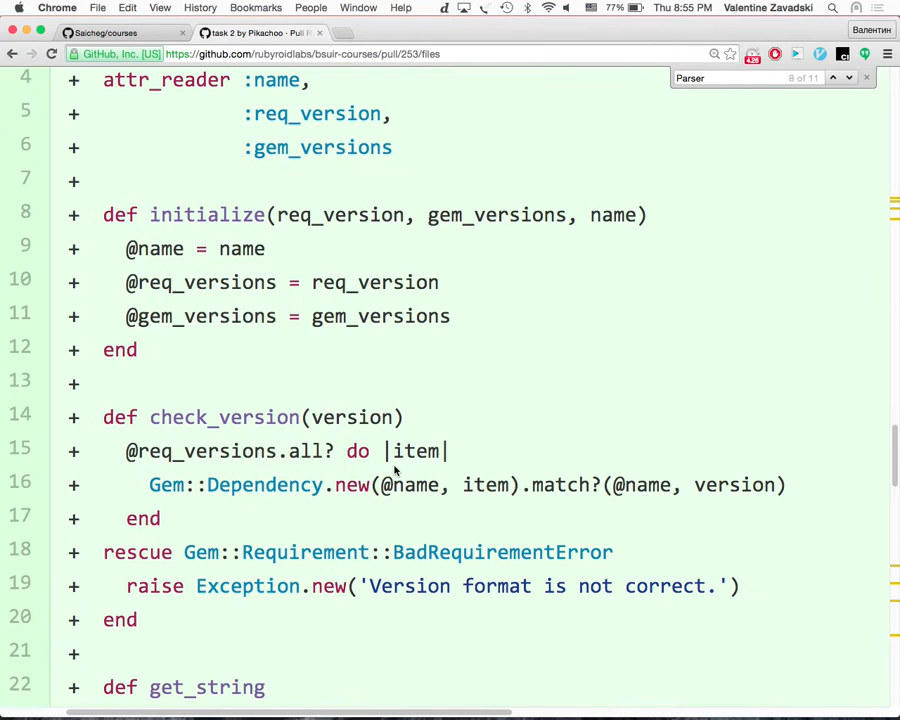 Chrome File Edit View History Bookmarks People Window Help 77% Thu 8:55 PM Valentine Zavadski
Saicheg/courses task 2 by Pikachoo · Pull R Валентин
GitHub, Inc. [US] https://github.com/rubyroidlabs/bsuir-courses/pull/253/files 4.26
Parser 8 of 11
4 + attr_reader :name,
5 + :req_version,
6 + :gem_versions
7 +
8 + def initialize(req_version, gem_versions, name)
9 + @name = name
10 + @req_versions = req_version
11 + @gem_versions = gem_versions
12 + end
13 +
14 + def check_version(version)
15 + @req_versions.all? do |item|
16 + Gem::Dependency.new(@name, item).match?(@name, version)
17 + end
18 + rescue Gem::Requirement::BadRequirementError
19 + raise Exception.new('Version format is not correct.')
20 + end
21 +
22 + def get_string